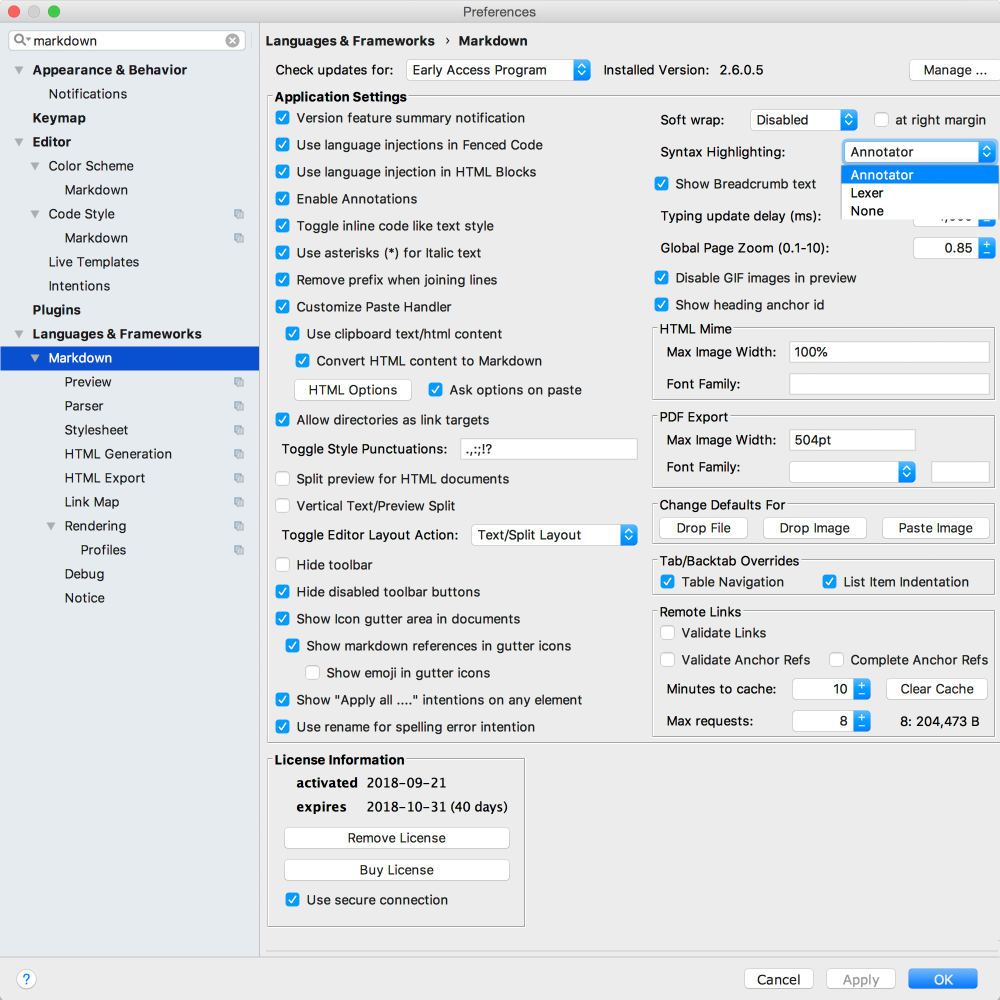 Preferences
markdown
Appearance & Behavior
Notifications
Keymap
Editor
Color Scheme
Markdown
Code Style
Markdown
Live Templates
Intentions
Plugins
Languages & Frameworks
Markdown
Preview
Parser
Stylesheet
HTML Generation
HTML Export
Link Map
Rendering
Profiles
Debug
Notice
Languages & Frameworks › Markdown
Check updates for: Early Access Program Installed Version: 2.6.0.5 Manage ...
Application Settings
Version feature summary notification
Use language injections in Fenced Code
Use language injection in HTML Blocks
Enable Annotations
Toggle inline code like text style
Use asterisks (*) for Italic text
Remove prefix when joining lines
Customize Paste Handler
Use clipboard text/html content
Convert HTML content to Markdown
HTML Options Ask options on paste
Allow directories as link targets
Toggle Style Punctuations: .,:;!?
Split preview for HTML documents
Vertical Text/Preview Split
Toggle Editor Layout Action: Text/Split Layout
Hide toolbar
Hide disabled toolbar buttons
Show Icon gutter area in documents
Show markdown references in gutter icons
Show emoji in gutter icons
Show "Apply all ...." intentions on any element
Use rename for spelling error intention
Soft wrap: Disabled at right margin
Syntax Highlighting: Annotator
Annotator
Lexer
None
Show Breadcrumb text
Typing update delay (ms):
Global Page Zoom (0.1-10): 0.85
Disable GIF images in preview
Show heading anchor id
HTML Mime
Max Image Width: 100%
Font Family:
PDF Export
Max Image Width: 504pt
Font Family:
Change Defaults For
Drop File Drop Image Paste Image
Tab/Backtab Overrides
Table Navigation List Item Indentation
Remote Links
Validate Links
Validate Anchor Refs Complete Anchor Refs
Minutes to cache: 10 Clear Cache
Max requests: 8 8: 204,473 B
License Information
activated 2018-09-21
expires 2018-10-31 (40 days)
Remove License
Buy License
Use secure connection
? Cancel Apply OK